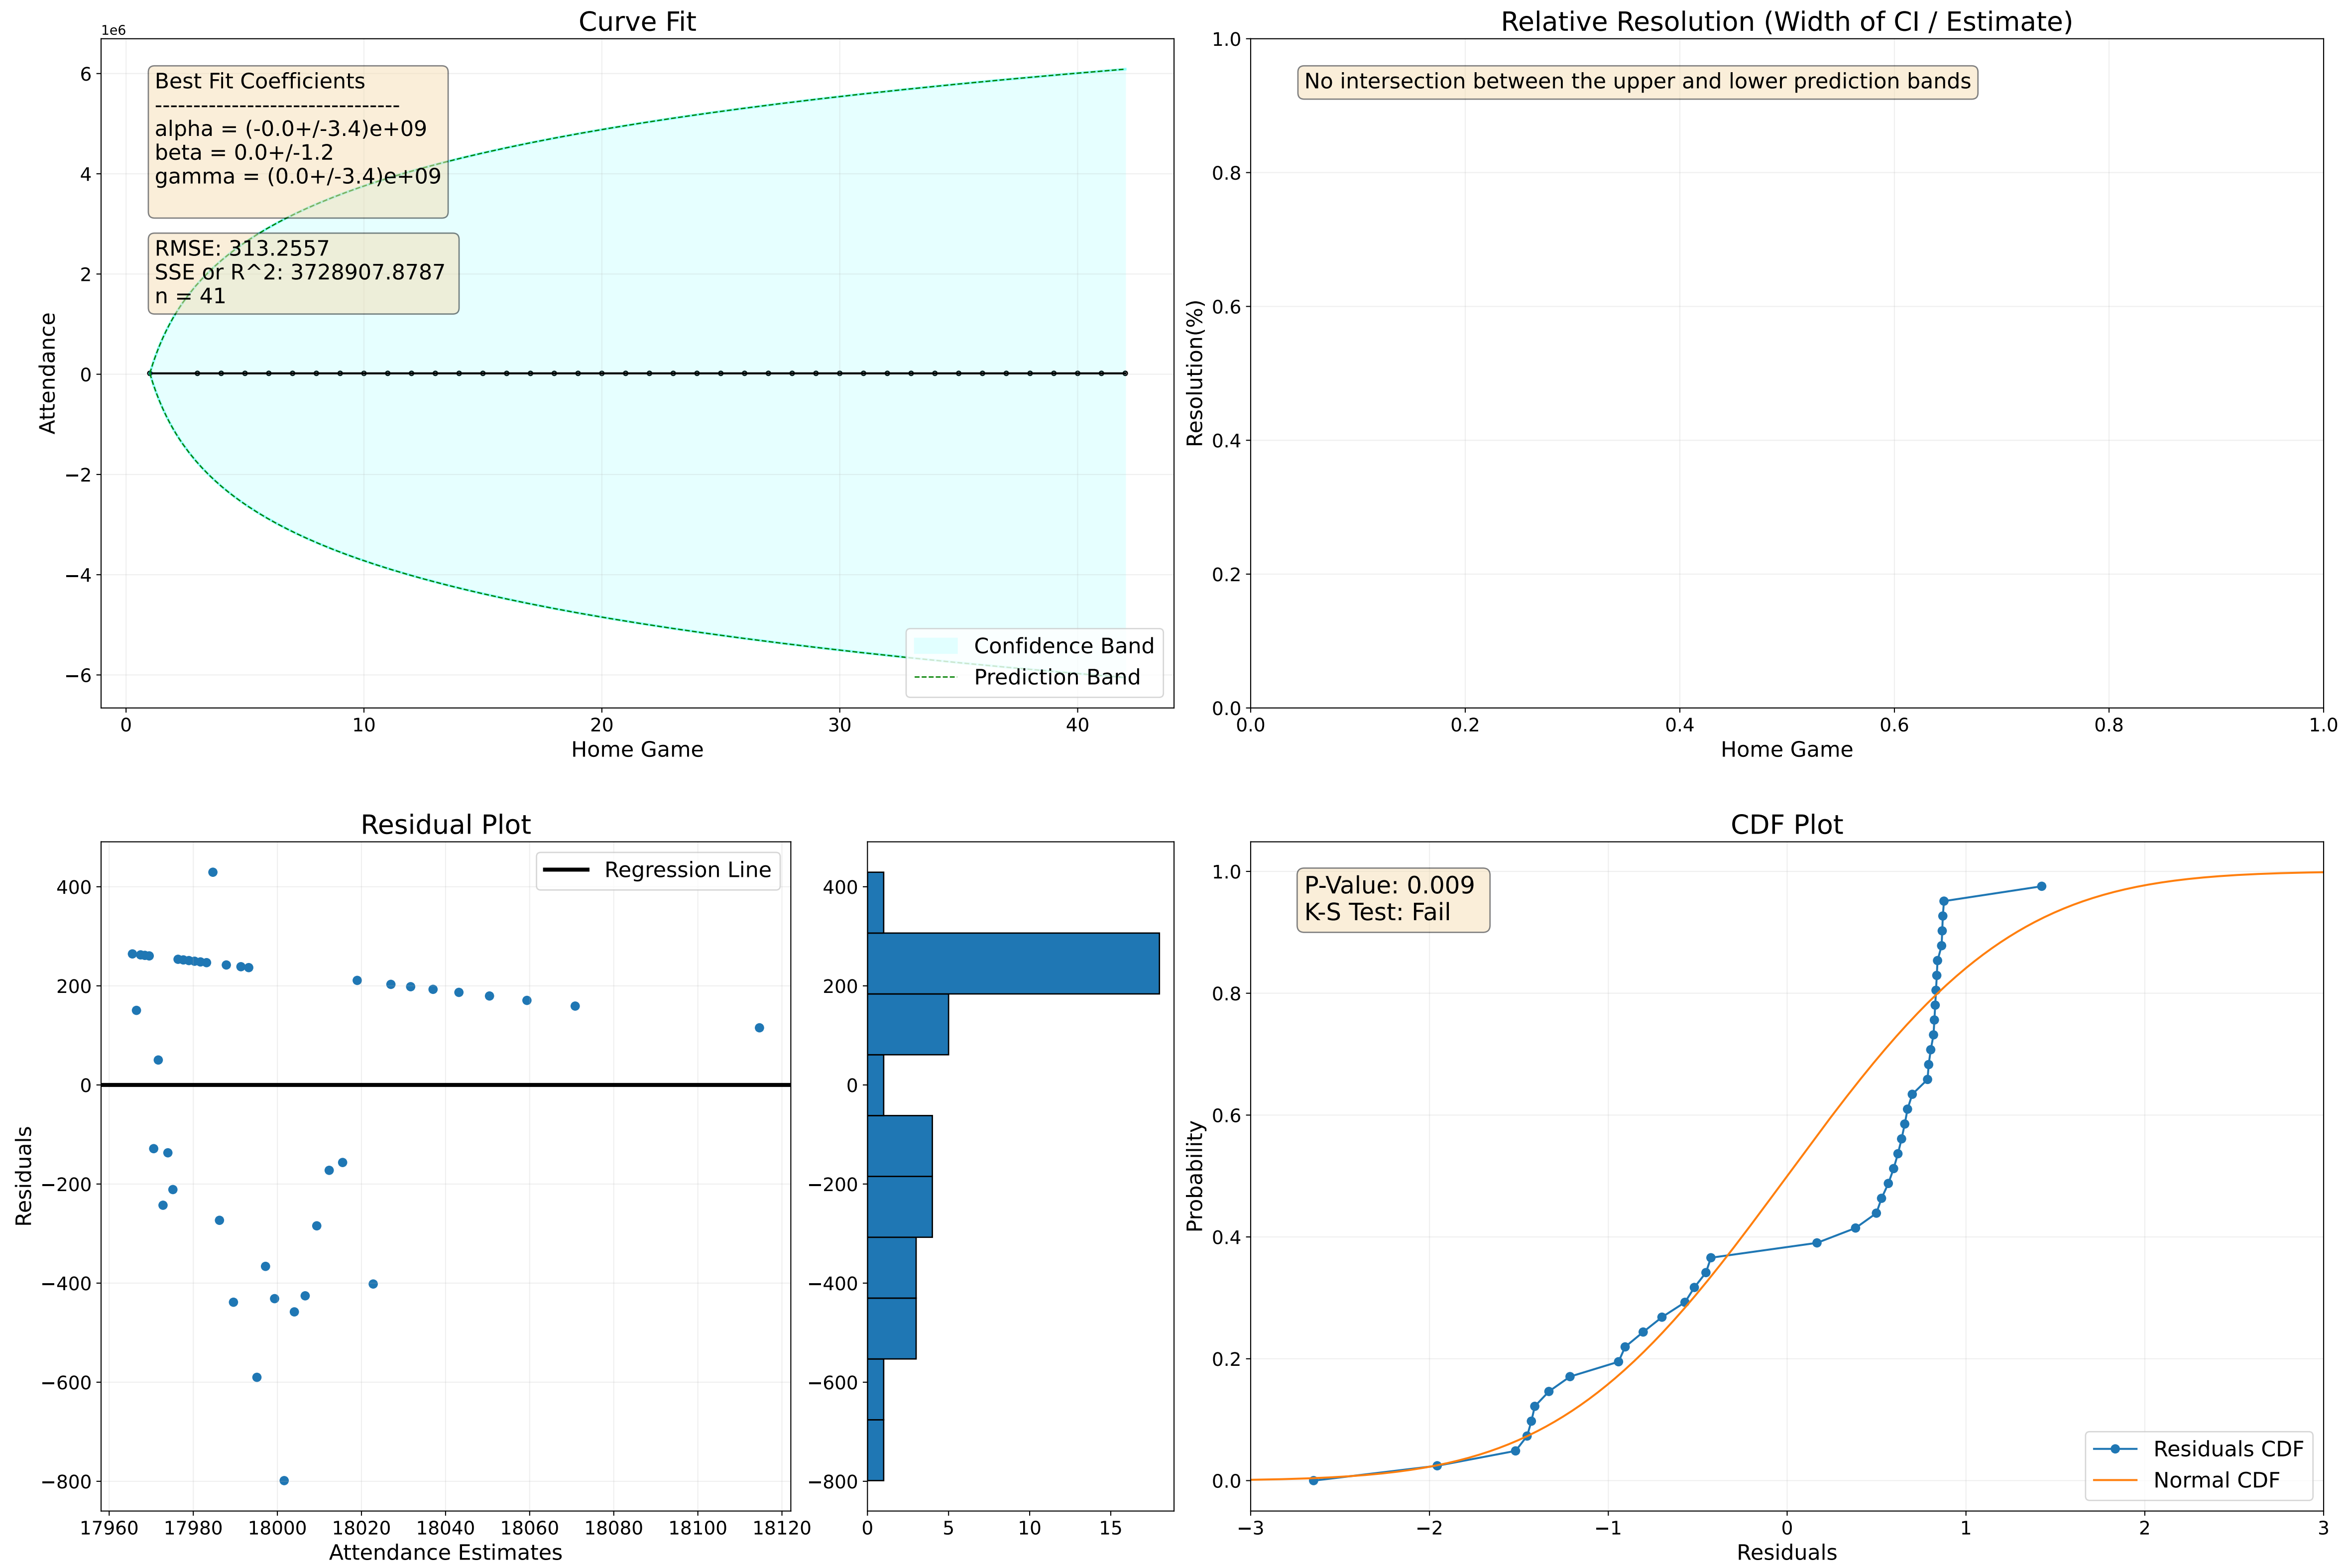 Curve Fit
1e6
Best Fit Coefficients
--------------------------------
alpha = (-0.0+/-3.4)e+09
beta = 0.0+/-1.2
gamma = (0.0+/-3.4)e+09
RMSE: 313.2557
SSE or R^2: 3728907.8787
n = 41
6
4
2
0
−2
−4
−6
Attendance
Confidence Band
Prediction Band
0 10 20 30 40
Home Game
Relative Resolution (Width of CI / Estimate)
No intersection between the upper and lower prediction bands
1.0
0.8
0.6
0.4
0.2
0.0
Resolution(%)
0.0 0.2 0.4 0.6 0.8 1.0
Home Game
Residual Plot
Regression Line
400
200
0
−200
−400
−600
−800
Residuals
17960 17980 18000 18020 18040 18060 18080 18100 18120
Attendance Estimates
400
200
0
−200
−400
−600
−800
0 5 10 15
CDF Plot
P-Value: 0.009
K-S Test: Fail
1.0
0.8
0.6
0.4
0.2
0.0
Probability
Residuals CDF
Normal CDF
−3 −2 −1 0 1 2 3
Residuals